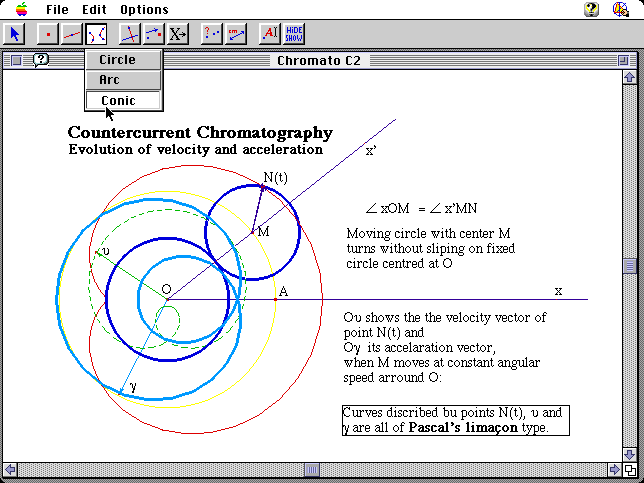 File Edit Options
A HiDE SHOW
cm
X
Chromato C2
Circle
Arc
Conic
Countercurrent Chromatography
Evolution of velocity and acceleration
x'
N(t)
∠ xOM = ∠ x'MN
M
Moving circle with center M
turns without sliping on fixed
circle centred at O
υ
O
A
x
Oυ shows the the velocity vector of
point N(t) and
Oγ its accelaration vector,
when M moves at constant angular
speed arround O:
γ
Curves discribed bu points N(t), υ and
γ are all of Pascal's limaçon type.